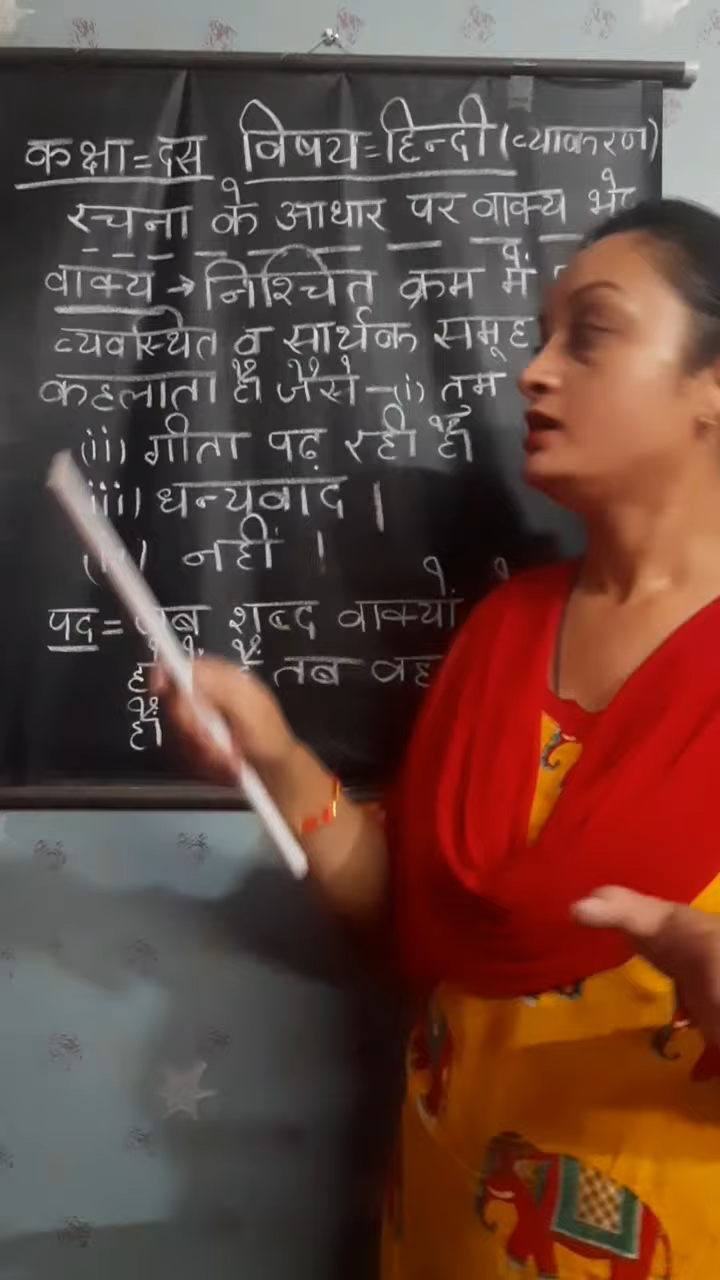 कक्षा=दस विषय=हिन्दी (व्याकरण)
रचना के आधार पर वाक्य
वाक्य → निश्चित क्रम में
व्यवस्थित व सार्थक समूह
कहलाता है। जैसे-(i) तुम
(ii) गीता पढ़ रही है।
(iii) धन्यवाद।
नहीं।
पद= जब शब्द वाक्यों
हैं तब वह
हैं।